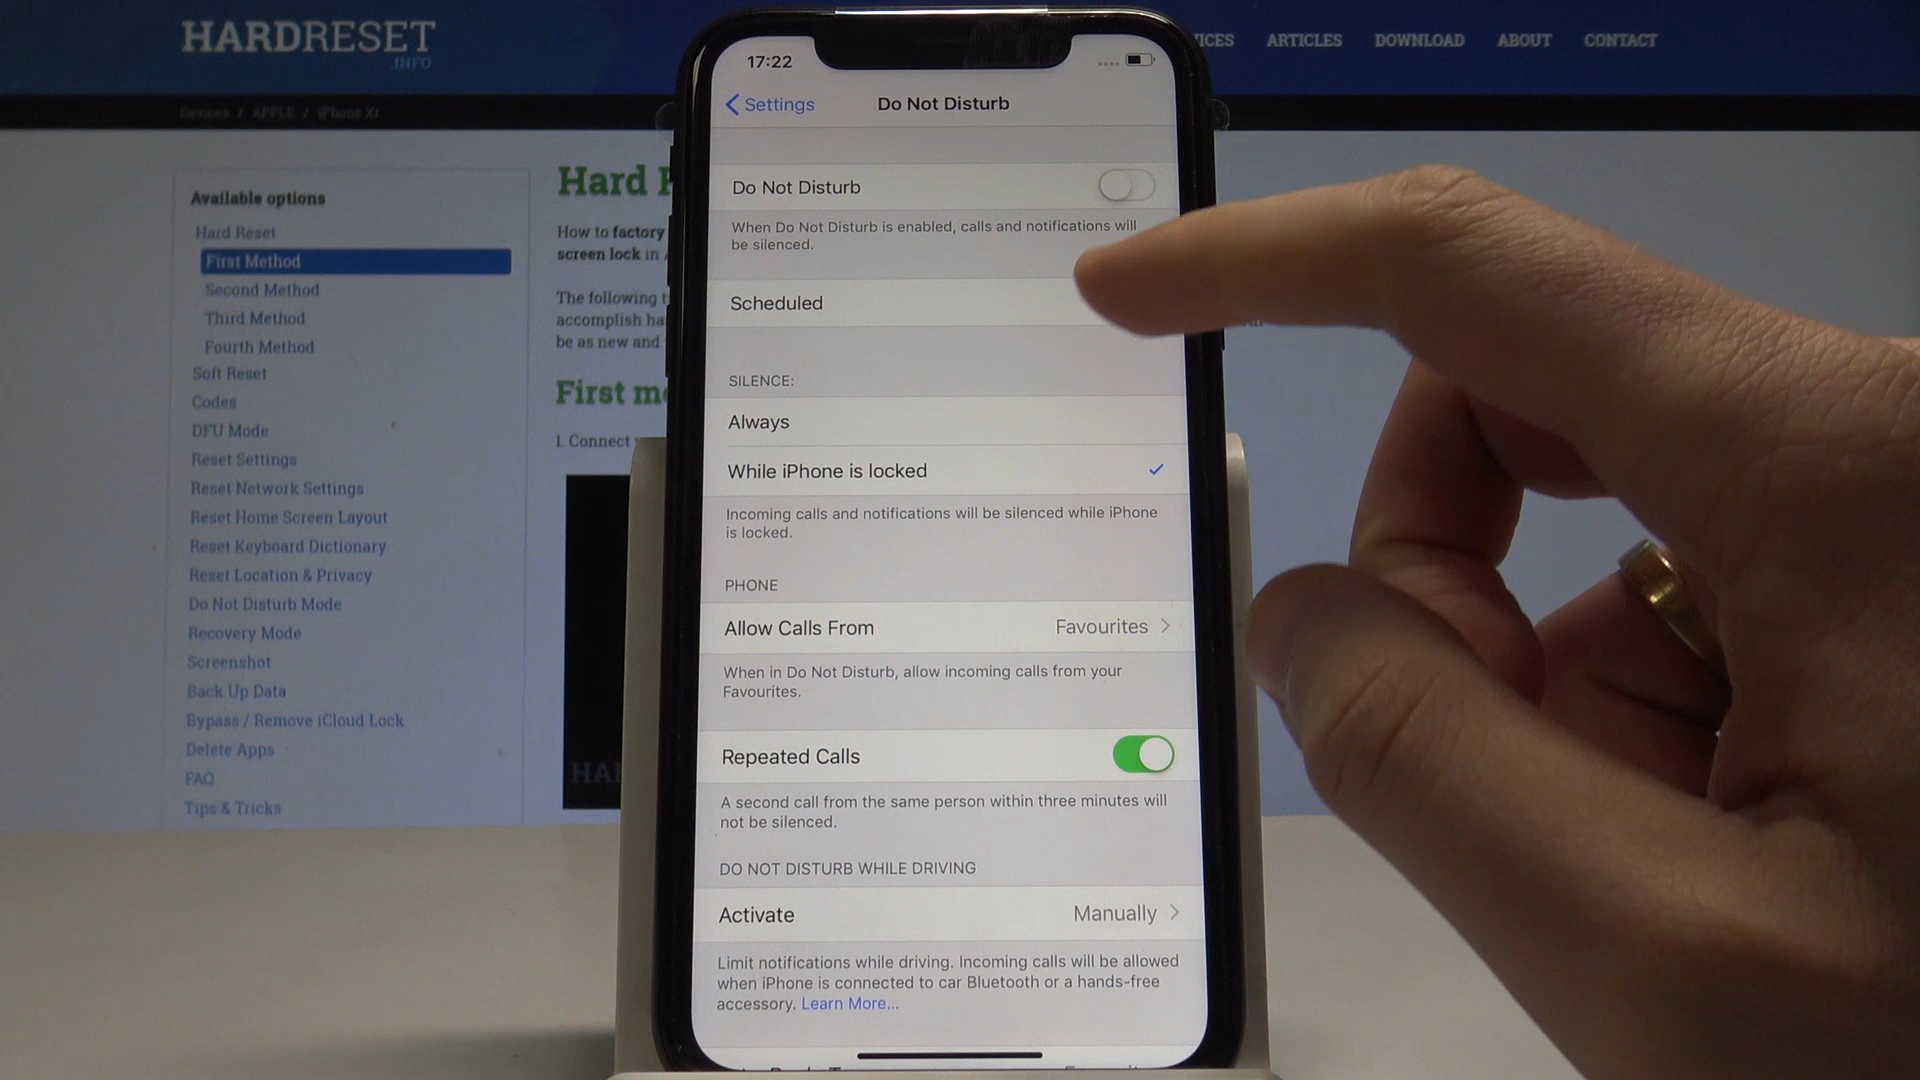 HARDRESET
.INFO
ICES ARTICLES DOWNLOAD ABOUT CONTACT
Devices / APPLE / iPhone Xr
Available options
Hard Reset
First Method
Second Method
Third Method
Fourth Method
Soft Reset
Codes
DFU Mode
Reset Settings
Reset Network Settings
Reset Home Screen Layout
Reset Keyboard Dictionary
Reset Location & Privacy
Do Not Disturb Mode
Recovery Mode
Screenshot
Back Up Data
Bypass / Remove iCloud Lock
Delete Apps
FAQ
Tips & Tricks
Hard
How to factory
screen lock in
The following
accomplish
be as new and
First
1. Connect
HA
17:22
Settings
Do Not Disturb
Do Not Disturb
When Do Not Disturb is enabled, calls and notifications will
be silenced.
Scheduled
SILENCE:
Always
While iPhone is locked
Incoming calls and notifications will be silenced while iPhone
is locked.
PHONE
Allow Calls From Favourites
When in Do Not Disturb, allow incoming calls from your
Favourites.
Repeated Calls
A second call from the same person within three minutes will
not be silenced.
DO NOT DISTURB WHILE DRIVING
Activate Manually
Limit notifications while driving. Incoming calls will be allowed
when iPhone is connected to car Bluetooth or a hands-free
accessory. Learn More...